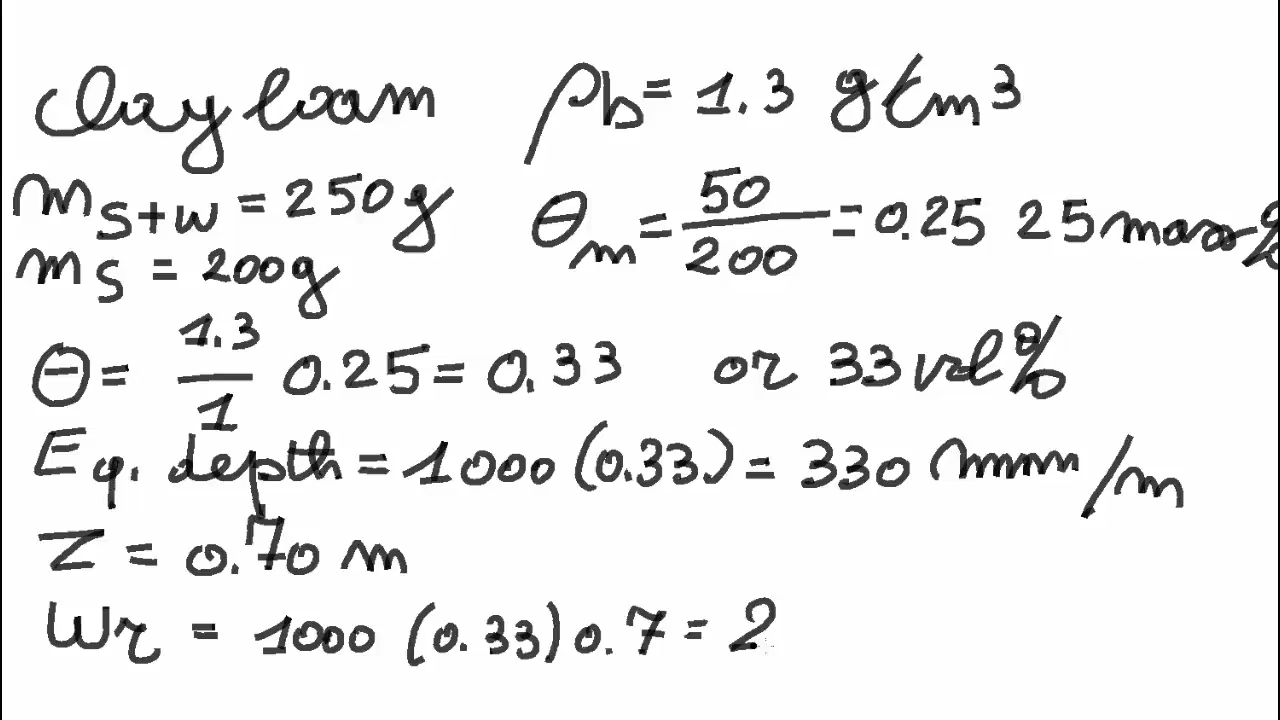 clay loam ρb = 1.3 g/cm3
ms+w = 250g θm = 50/200 = 0.25 25 mass%
ms = 200g
θ = 1.3/1 0.25 = 0.33 or 33 vol%
Eq. depth = 1000 (0.33) = 330 mm/m
Z = 0.70 m
Wr = 1000 (0.33) 0.7 = 2